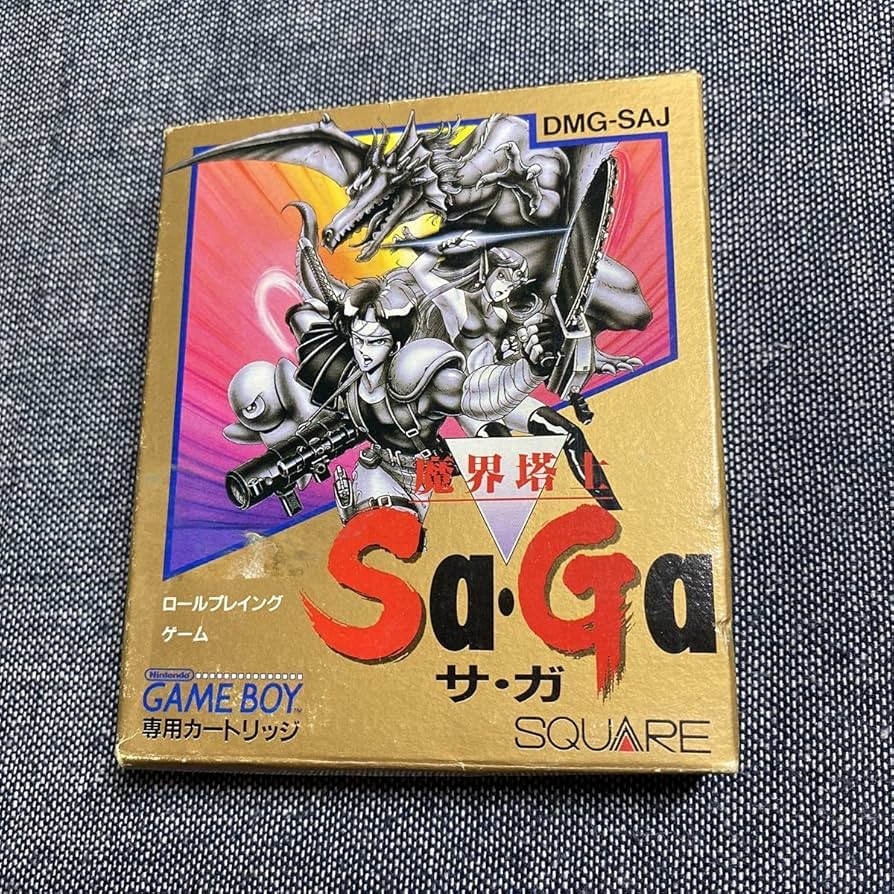 DMG-SAJ
魔界塔士
Sa·Ga
サ・ガ
ロールプレイング
ゲーム
Nintendo
GAME BOY
TM
専用カートリッジ
SQUARE